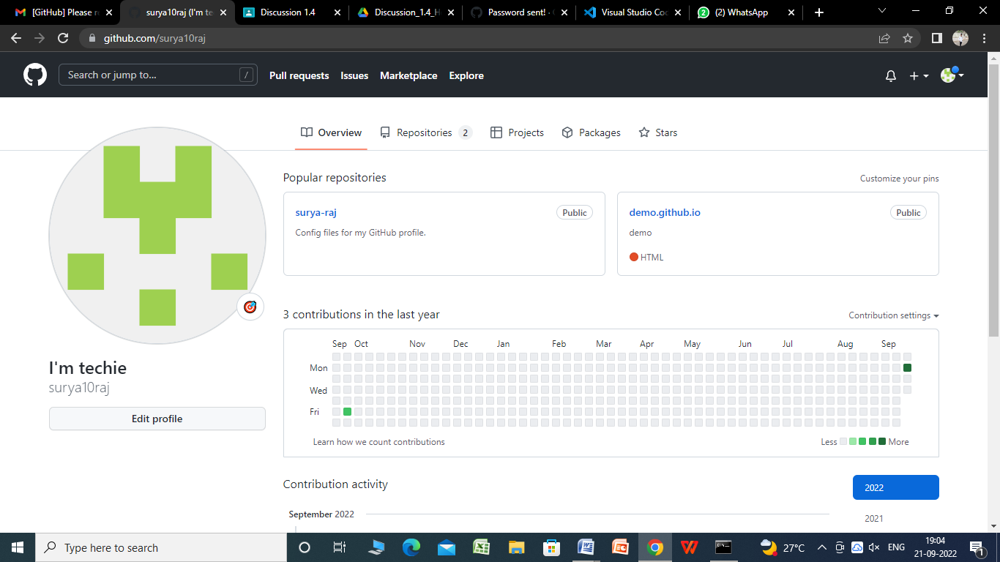 [GitHub] Please re
surya10raj (I'm te
Discussion 1.4
Discussion_1.4_H
Password sent! ·
Visual Studio Coc
(2) WhatsApp
github.com/surya10raj
Search or jump to... /
Pull requests Issues Marketplace Explore
Overview Repositories 2 Projects Packages Stars
Popular repositories Customize your pins
surya-raj Public
Config files for my GitHub profile.
demo.github.io Public
demo
HTML
3 contributions in the last year Contribution settings
Sep Oct Nov Dec Jan Feb Mar Apr May Jun Jul Aug Sep
Mon
Wed
Fri
Learn how we count contributions Less More
I'm techie
surya10raj
Edit profile
Contribution activity
2022
2021
September 2022
Type here to search
27°C
ENG
19:04
21-09-2022
1